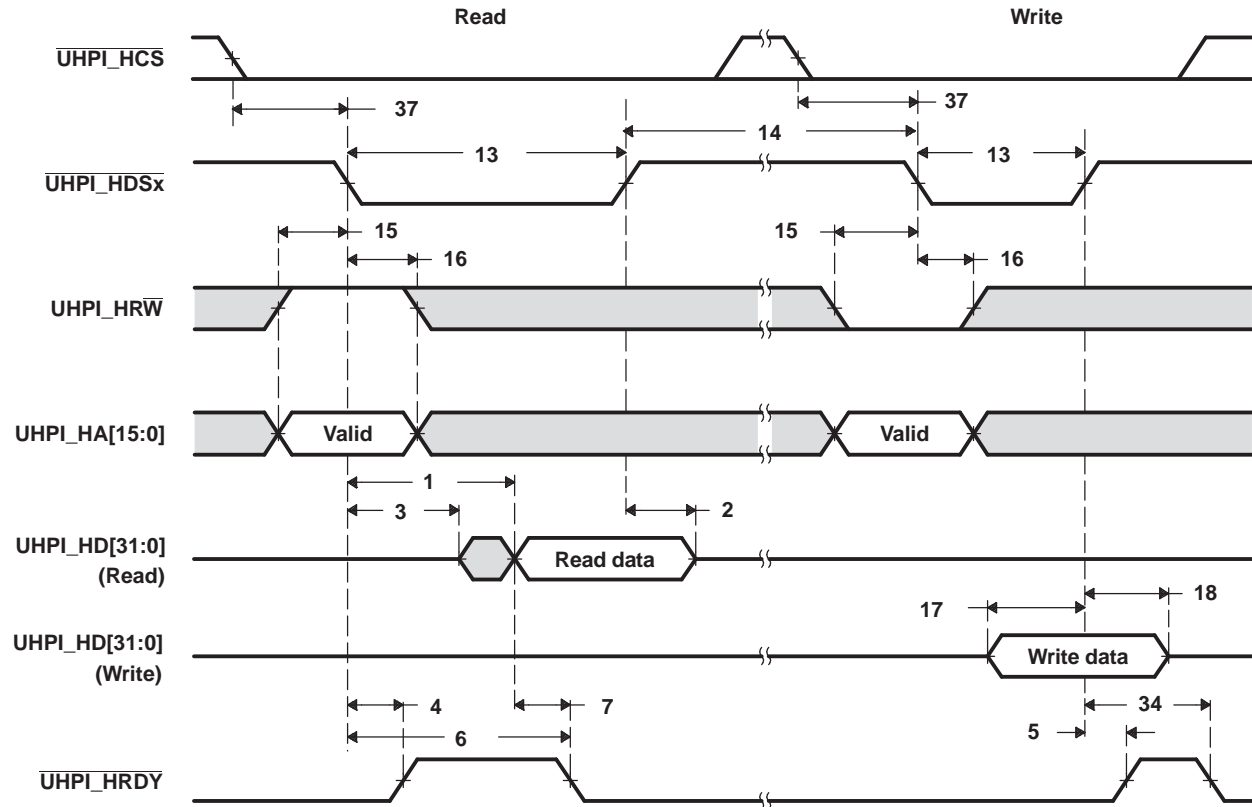 Read
Write
UHPI_HCS
37
37
14
13
13
UHPI_HDSx
15
15
16
16
UHPI_HRW
UHPI_HA[15:0]
Valid
Valid
1
3
2
UHPI_HD[31:0]
(Read)
Read data
17
18
UHPI_HD[31:0]
(Write)
Write data
4
7
34
6
5
UHPI_HRDY